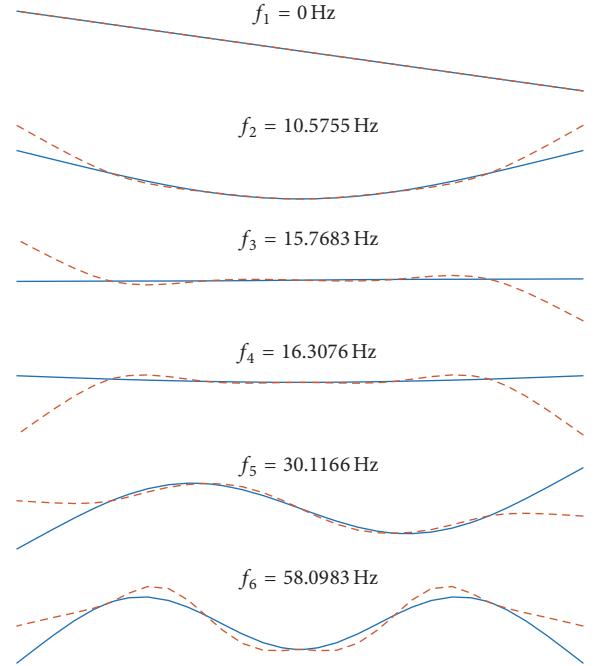 f₁ = 0 Hz
f₂ = 10.5755 Hz
f₃ = 15.7683 Hz
f₄ = 16.3076 Hz
f₅ = 30.1166 Hz
f₆ = 58.0983 Hz